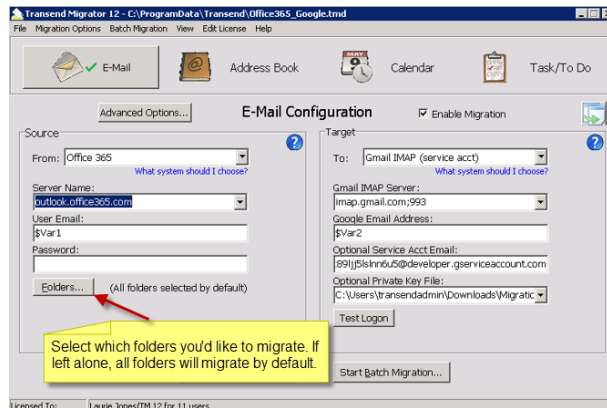 Transend Migrator 12 - C:\ProgramData\Transend\Office365_Google.tmd
File Migration Options Batch Migration View Edit License Help
E-Mail Address Book Calendar Task/To Do
MAY
Advanced Options... E-Mail Configuration Enable Migration
Source Target
From: Office 365 To: Gmail IMAP (service acct)
What system should I choose? What system should I choose?
Server Name: Gmail IMAP Server:
outlook.office365.com imap.gmail.com;993
User Email: Google Email Address:
$Var1 $Var2
Password: Optional Service Acct Email:
@developer.gserviceaccount.com
Folders... (All folders selected by default) Optional Private Key File:
C:\Users\transendadmin\Downloads\Migratic
Test Logon
Select which folders you'd like to migrate. If
left alone, all folders will migrate by default.
Start Batch Migration...
Licensed To: Laurie Jones/TM 12 for 11 users